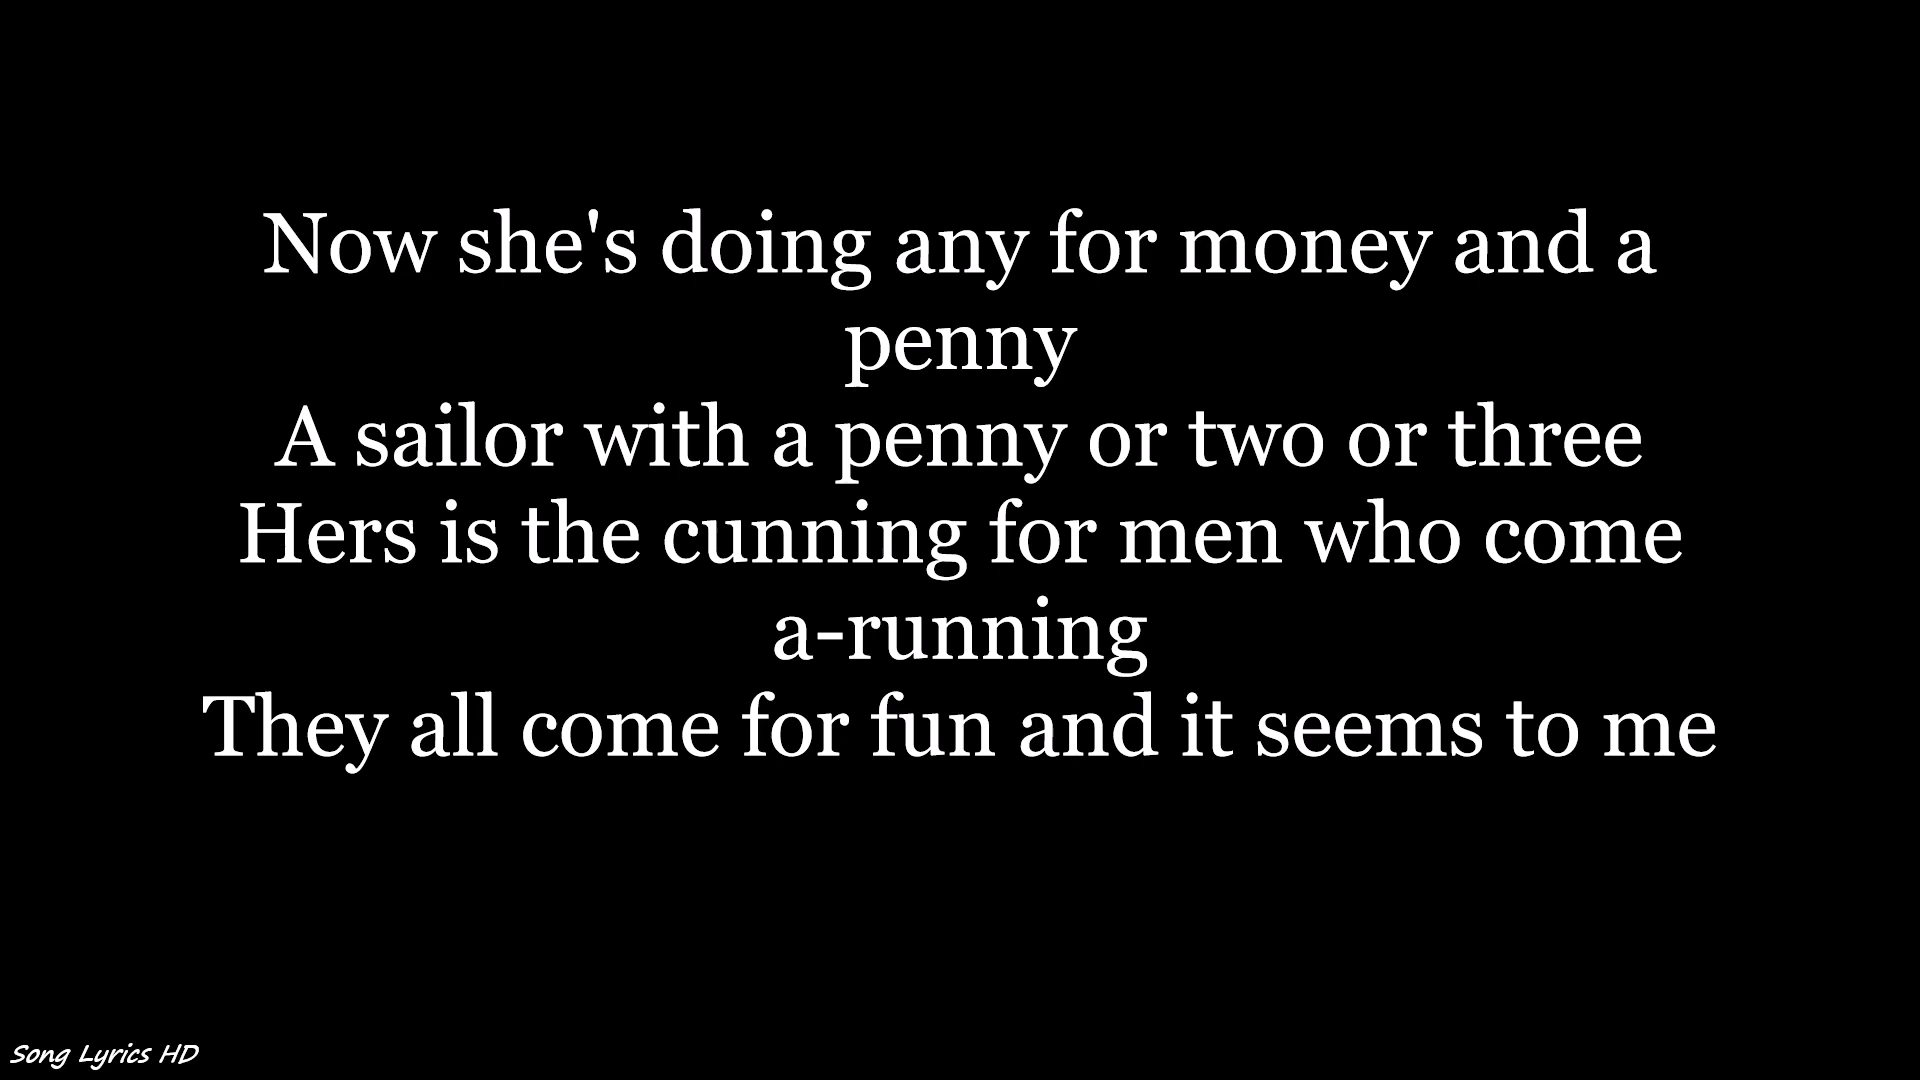 Now she's doing any for money and a
penny
A sailor with a penny or two or three
Hers is the cunning for men who come
a-running
They all come for fun and it seems to me
Song Lyrics HD